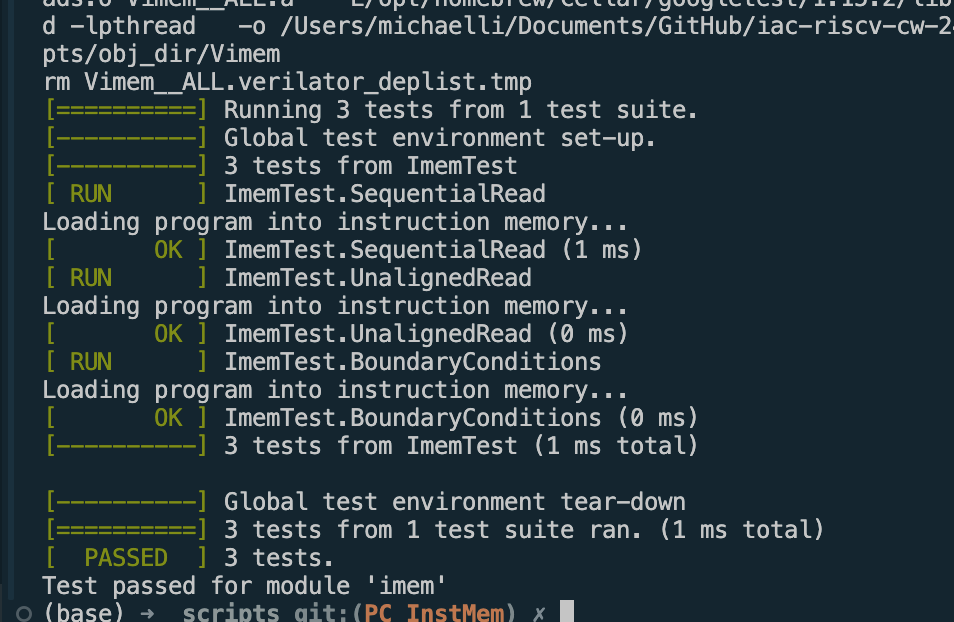 ads.o Vimem__ALL.a -L/opt/homebrew/Cellar/googletest/1.15.2/lib
d -lpthread   -o /Users/michaelli/Documents/GitHub/iac-riscv-cw-2
pts/obj_dir/Vimem
rm Vimem__ALL.verilator_deplist.tmp
[==========] Running 3 tests from 1 test suite.
[----------] Global test environment set-up.
[----------] 3 tests from ImemTest
[ RUN      ] ImemTest.SequentialRead
Loading program into instruction memory...
[       OK ] ImemTest.SequentialRead (1 ms)
[ RUN      ] ImemTest.UnalignedRead
Loading program into instruction memory...
[       OK ] ImemTest.UnalignedRead (0 ms)
[ RUN      ] ImemTest.BoundaryConditions
Loading program into instruction memory...
[       OK ] ImemTest.BoundaryConditions (0 ms)
[----------] 3 tests from ImemTest (1 ms total)
[----------] Global test environment tear-down
[==========] 3 tests from 1 test suite ran. (1 ms total)
[  PASSED  ] 3 tests.
Test passed for module 'imem'
(base) → scripts git:(PC_InstMem) ✗